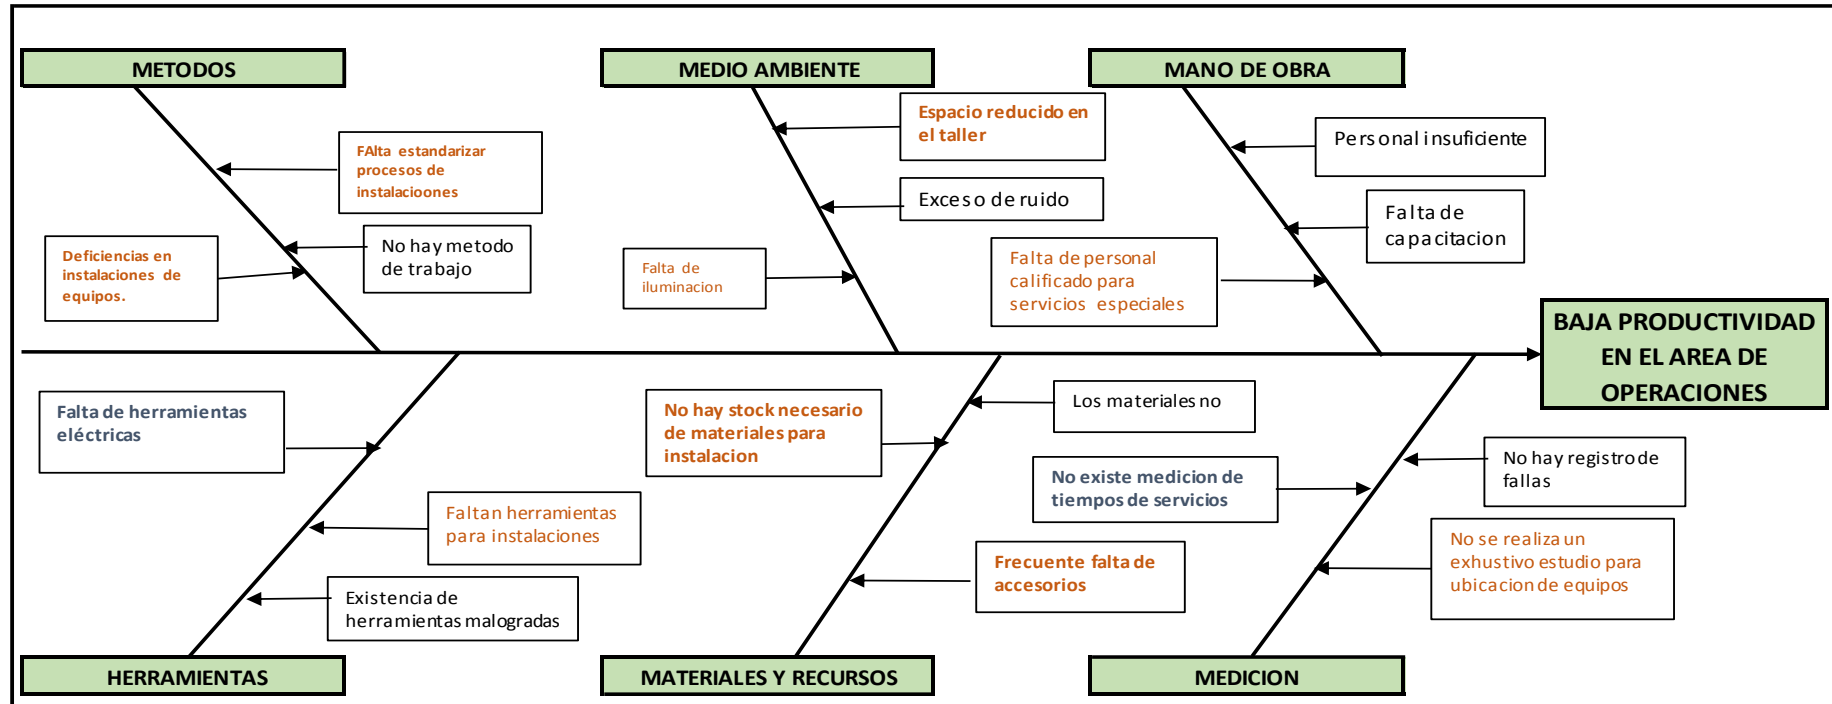 METODOS
MEDIO AMBIENTE
MANO DE OBRA
FAlta estandarizar
procesos de
instalacioones
No hay metodo
de trabajo
Deficiencias en
instalaciones de
equipos.
Espacio reducido en
el taller
Exceso de ruido
Falta de
iluminacion
Personal insuficiente
Falta de
capacitacion
Falta de personal
calificado para
servicios especiales
BAJA PRODUCTIVIDAD
EN EL AREA DE
OPERACIONES
Falta de herramientas
eléctricas
Faltan herramientas
para instalaciones
Existencia de
herramientas malogradas
No hay stock necesario
de materiales para
instalacion
Los materiales no
Frecuente falta de
accesorios
No existe medicion de
tiempos de servicios
No hay registro de
fallas
No se realiza un
exhustivo estudio para
ubicacion de equipos
HERRAMIENTAS
MATERIALES Y RECURSOS
MEDICION